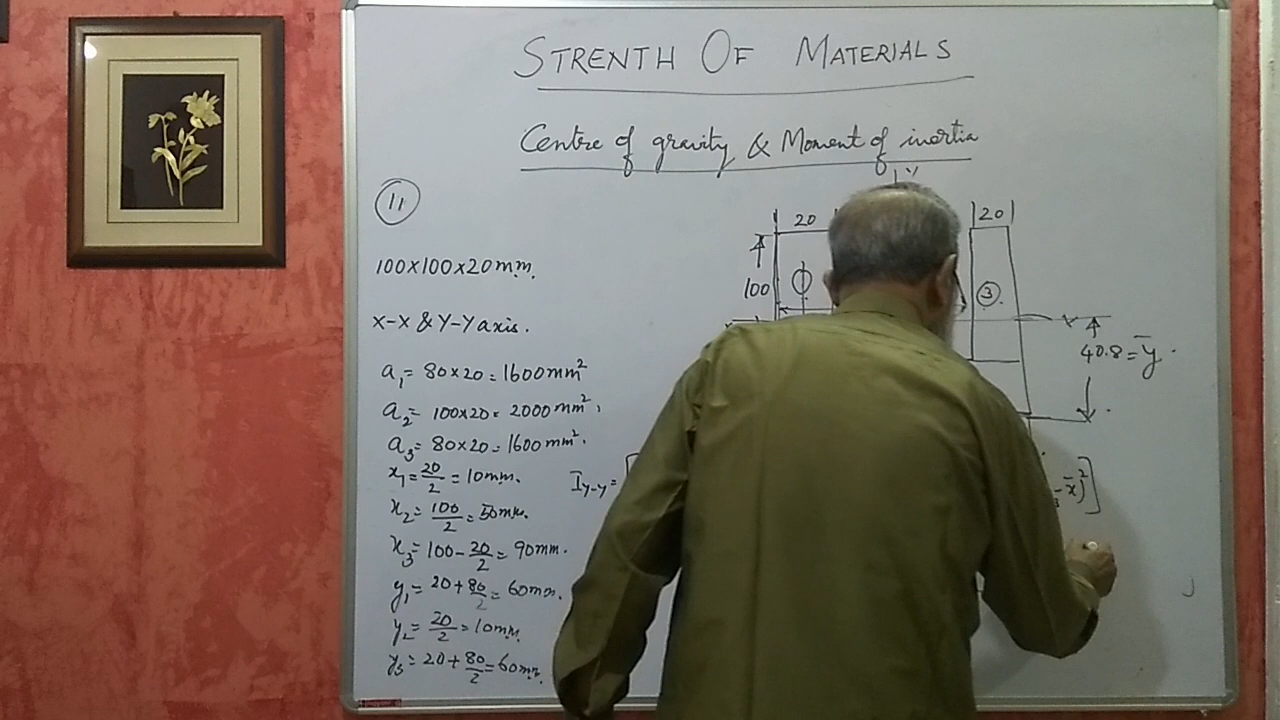 STRENTH OF MATERIALS
Centre of gravity & Moment of inertia
11
100x100x20mm.
X-X & Y-Y axis.
a₁= 80x20=1600mm²
a₂= 100x20= 2000mm².
a₃= 80x20=1600mm².
x₁= 20/2 = 10mm.
x₂= 100/2 = 50mm.
x₃= 100- 20/2 = 90mm.
y₁= 20+ 80/2 = 60mm.
y₂= 20/2 = 10mm.
y₃= 20+ 80/2 = 60mm.
20
20
100
3
40.8=ȳ.
I y-y =
₃-x̄)²]